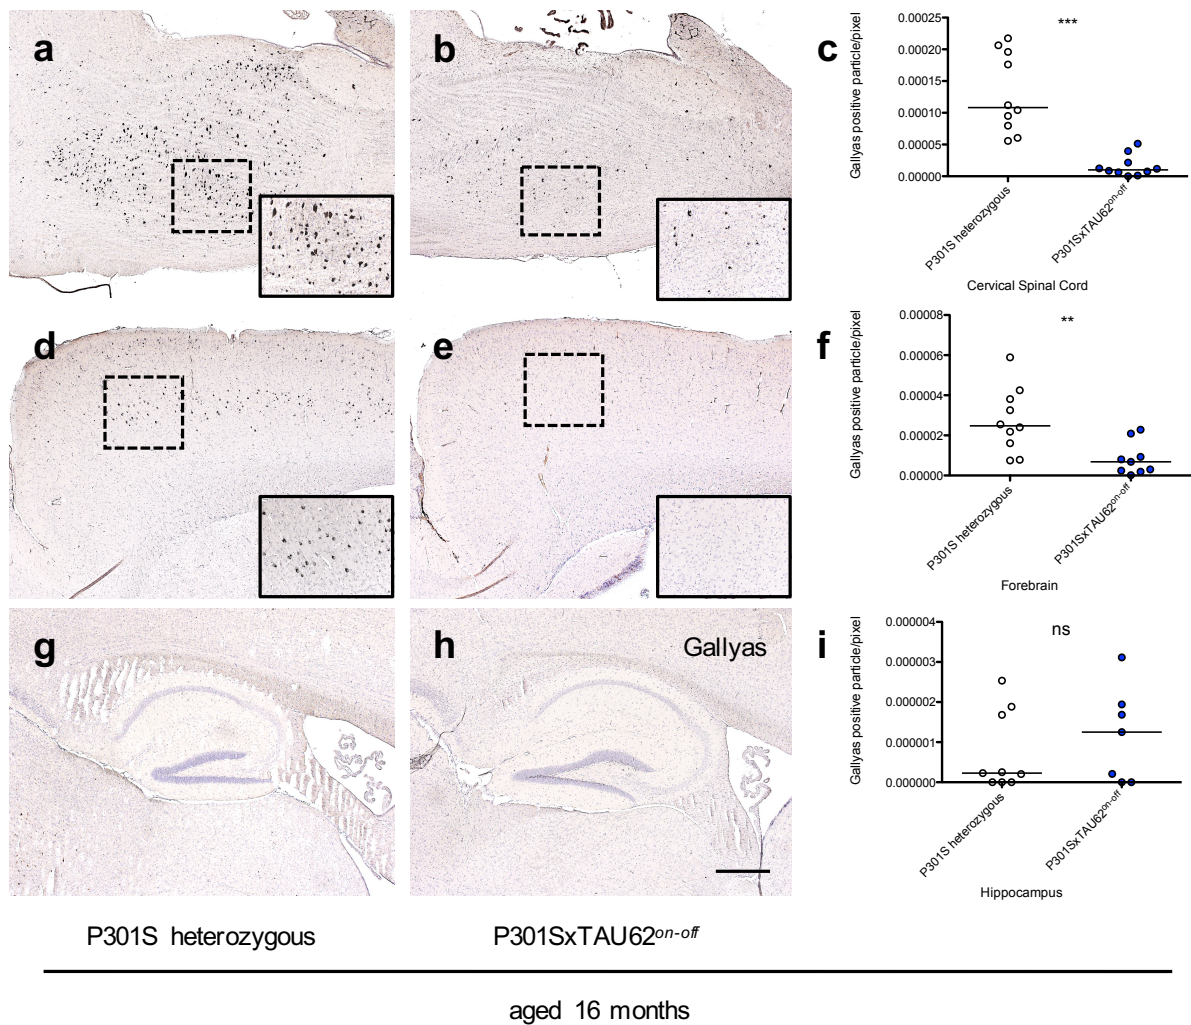 a
b
c
Gallyas positive particle/pixel
0.00025
0.00020
0.00015
0.00010
0.00005
0.00000
***
P301S heterozygous
P301SxTAU62on-off
Cervical Spinal Cord
d
e
f
Gallyas positive particle/pixel
0.00008
0.00006
0.00004
0.00002
0.00000
**
P301S heterozygous
P301SxTAU62on-off
Forebrain
g
h
Gallyas
i
Gallyas positive particle/pixel
0.000004
0.000003
0.000002
0.000001
0.000000
ns
P301S heterozygous
P301SxTAU62on-off
Hippocampus
P301S heterozygous
P301SxTAU62on-off
aged 16 months